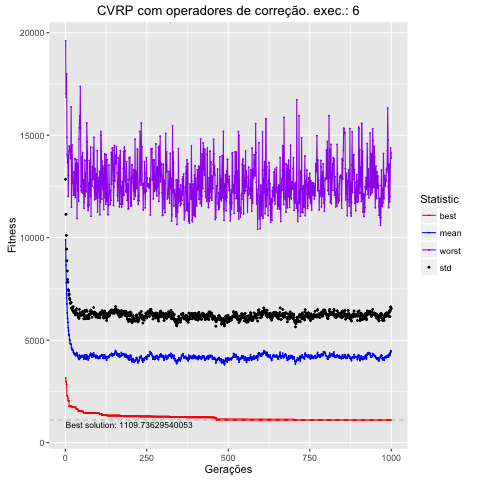 CVRP com operadores de correção. exec.: 6
20000
15000
10000
5000
0
Fitness
Best solution: 1109.73629540053
0
250
500
750
1000
Gerações
Statistic
best
mean
worst
std